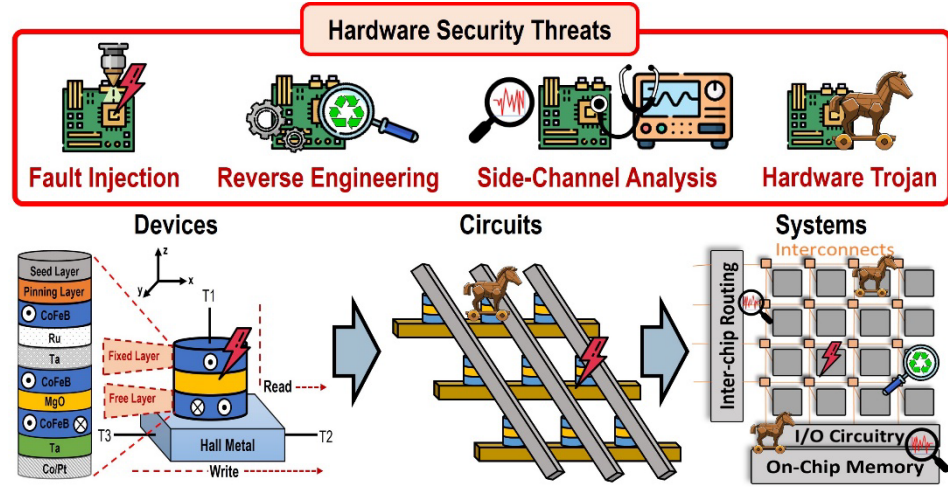 Hardware Security Threats
Fault Injection
Reverse Engineering
Side-Channel Analysis
Hardware Trojan
Devices
Circuits
Systems
Seed Layer
Pinning Layer
CoFeB
Ru
Ta
CoFeB
MgO
CoFeB
Ta
Co/Pt
z
y
x
T1
Fixed Layer
Free Layer
Read
T3
Hall Metal
T2
Write
Interconnects
Inter-chip Routing
I/O Circuitry
On-Chip Memory